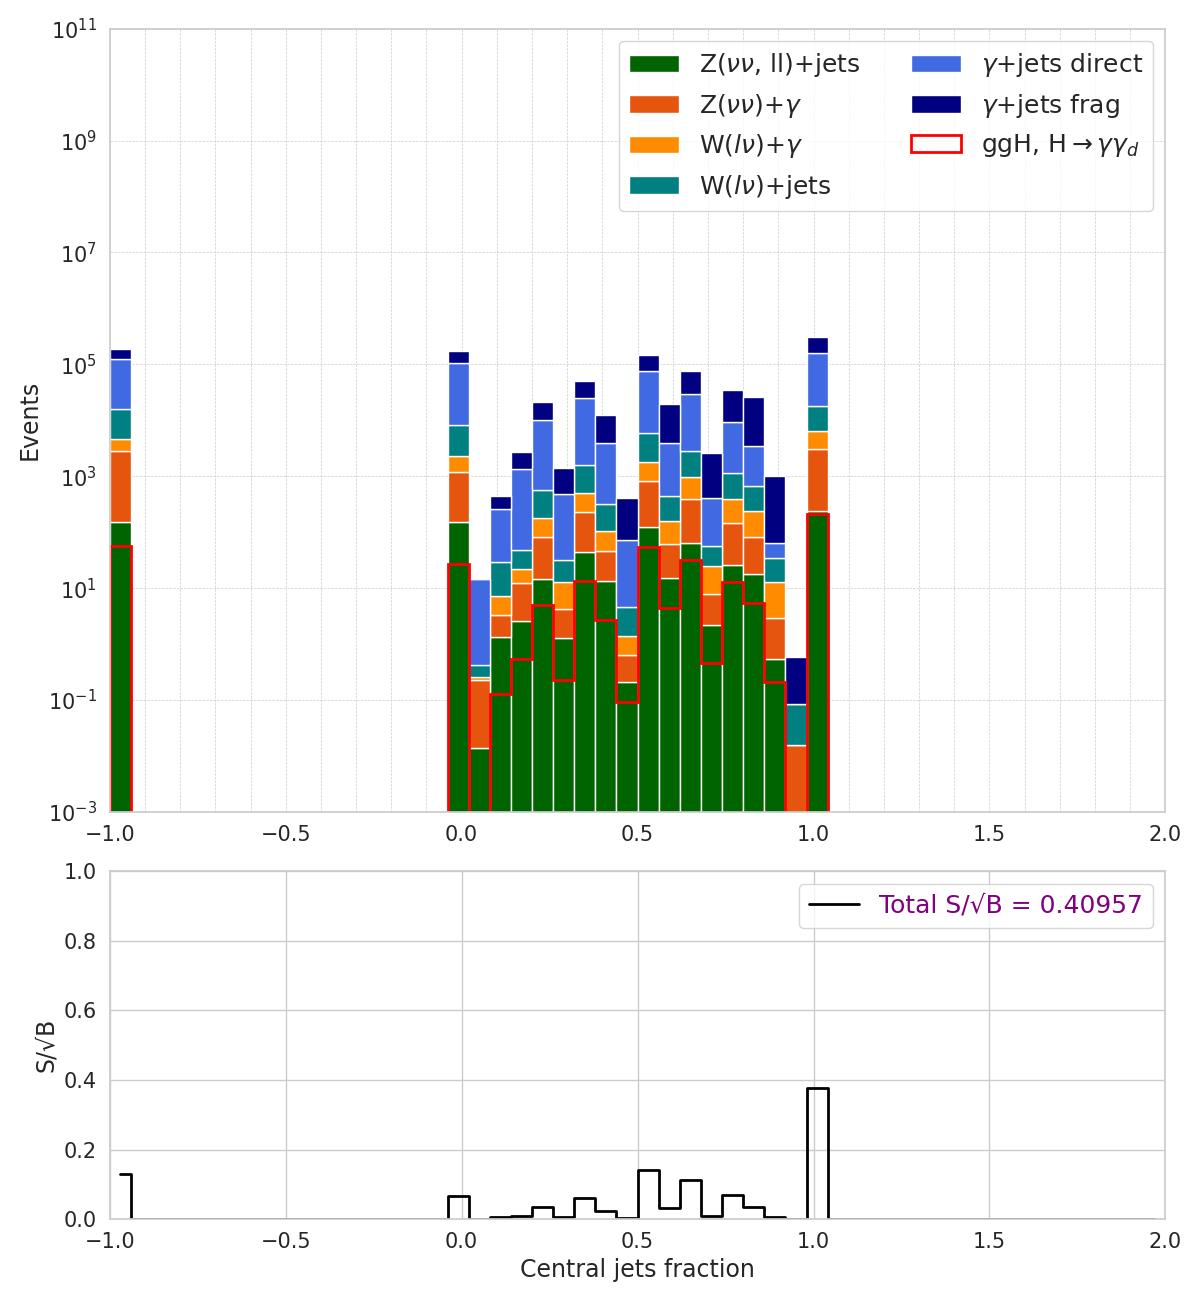 10¹¹
10⁹
10⁷
10⁵
10³
10¹
10⁻¹
10⁻³
Events
Z(νν, ll)+jets
Z(νν)+γ
W(lν)+γ
W(lν)+jets
γ+jets direct
γ+jets frag
ggH, H→γγ_d
−1.0 −0.5 0.0 0.5 1.0 1.5 2.0
1.0
0.8
0.6
0.4
0.2
0.0
S/√B
Total S/√B = 0.40957
−1.0 −0.5 0.0 0.5 1.0 1.5 2.0
Central jets fraction